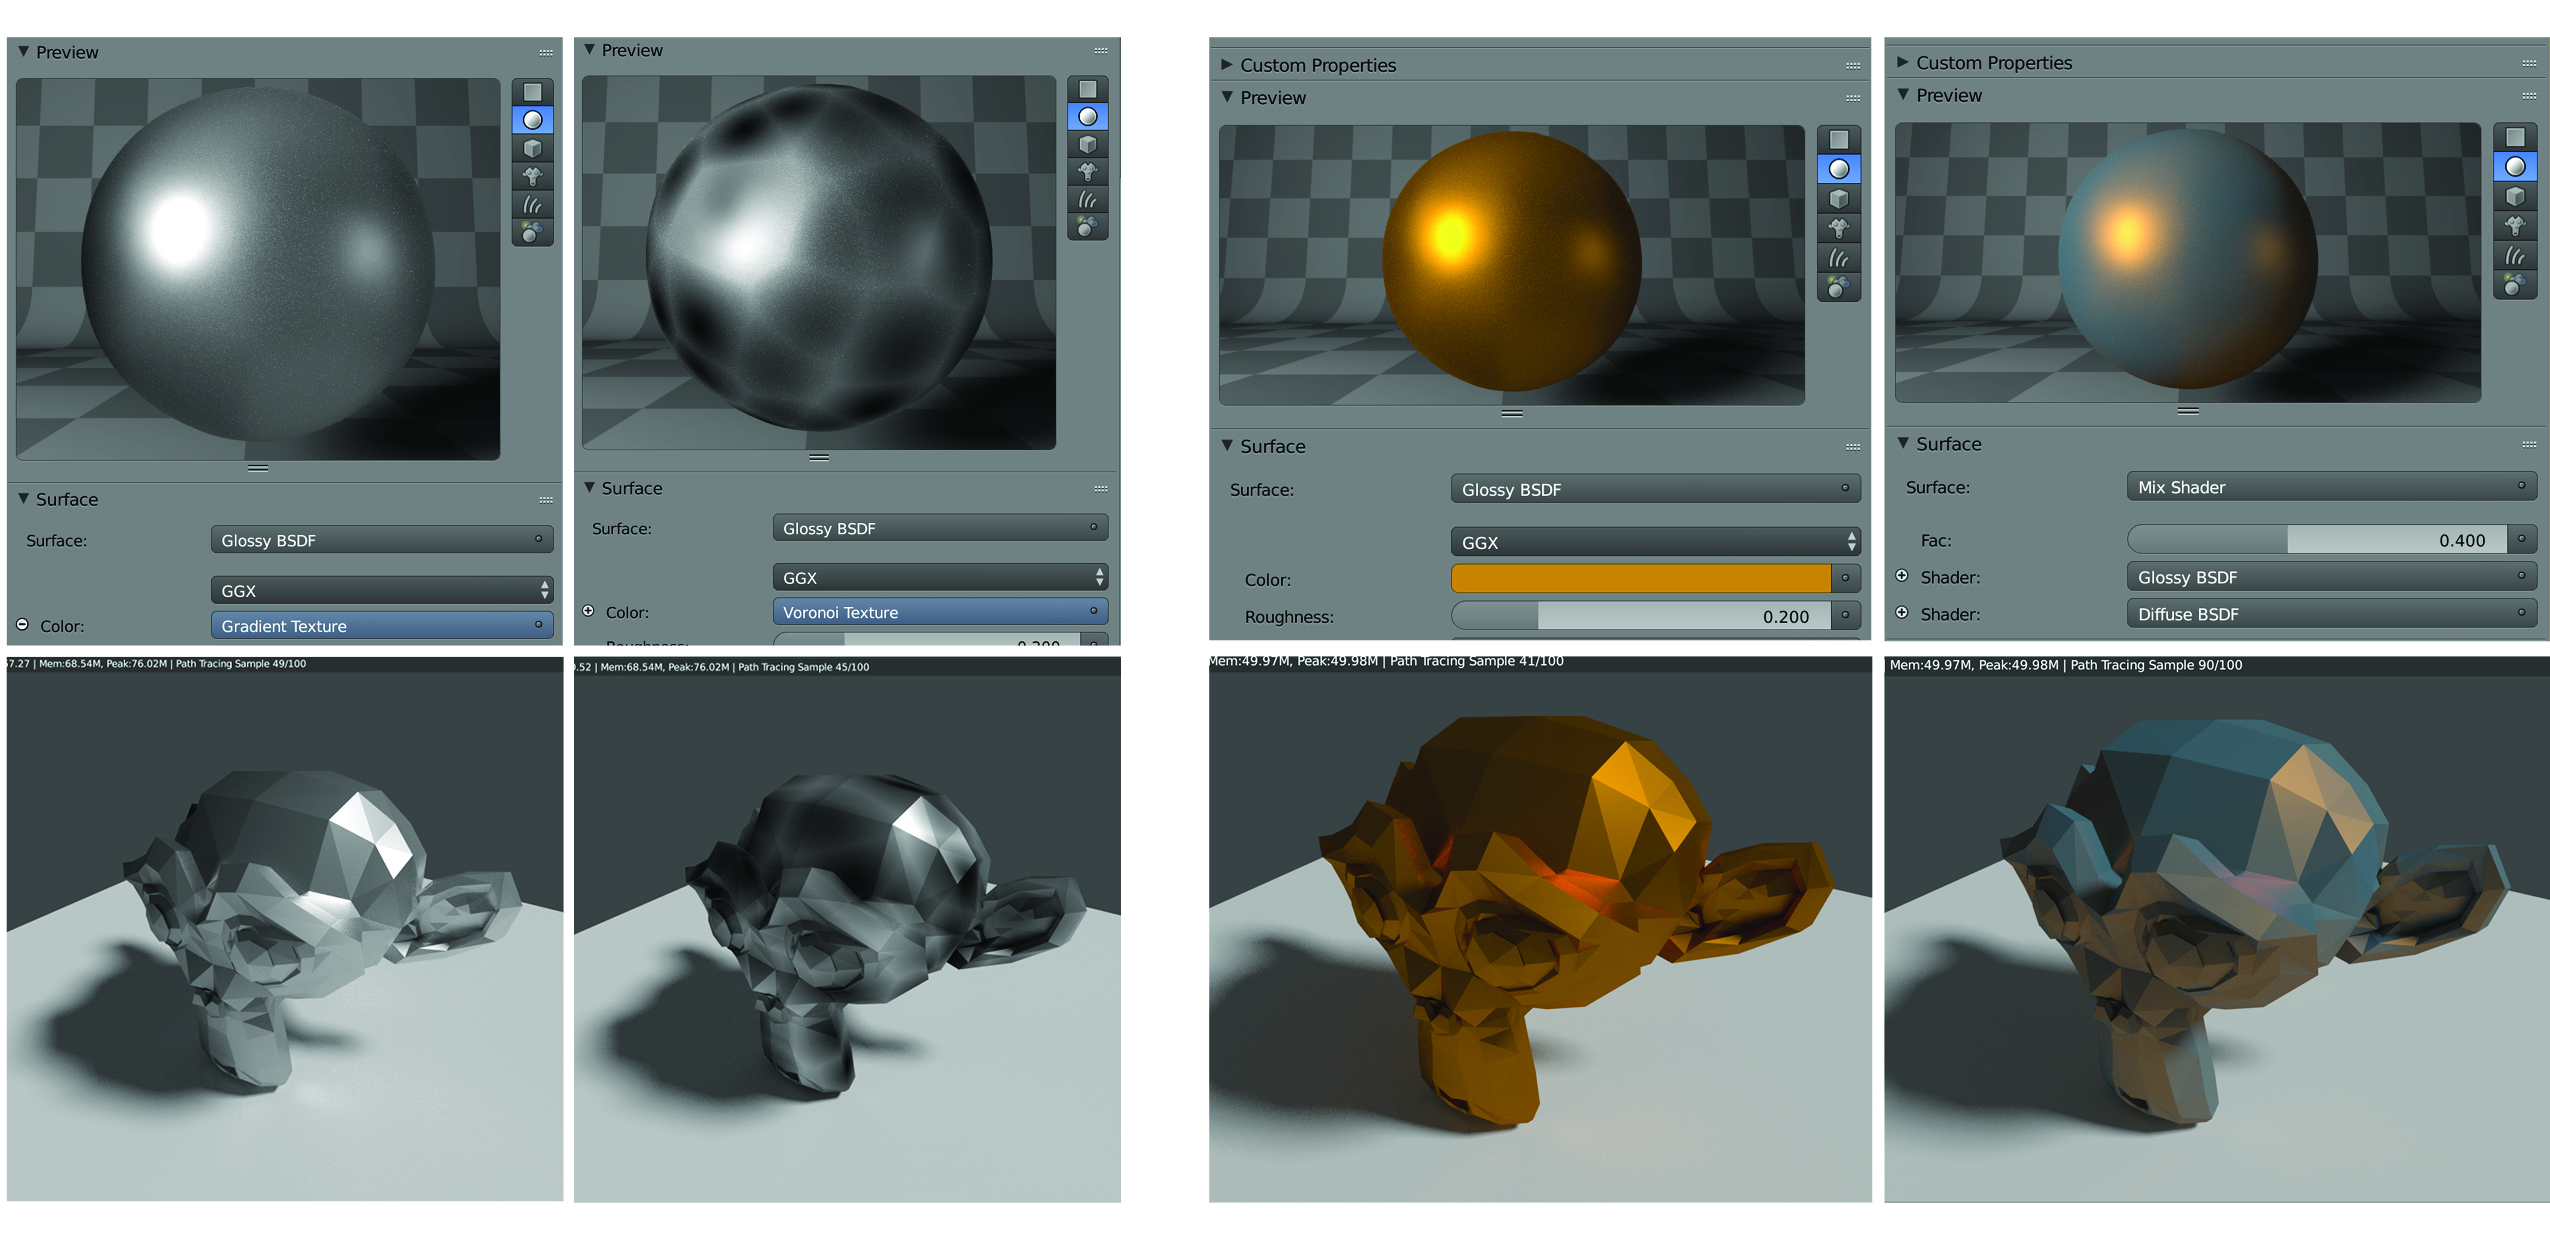 Preview
Surface
Surface:
Glossy BSDF
GGX
Color:
Gradient Texture
7.27 | Mem:68.54M, Peak:76.02M | Path Tracing Sample 49/100
Preview
Surface
Surface:
Glossy BSDF
GGX
Color:
Voronoi Texture
Roughness:
0.200
.52 | Mem:68.54M, Peak:76.02M | Path Tracing Sample 45/100
Custom Properties
Preview
Surface
Surface:
Glossy BSDF
GGX
Color:
Roughness:
0.200
Mem:49.97M, Peak:49.98M | Path Tracing Sample 41/100
Custom Properties
Preview
Surface
Surface:
Mix Shader
Fac:
0.400
Shader:
Glossy BSDF
Shader:
Diffuse BSDF
Mem:49.97M, Peak:49.98M | Path Tracing Sample 90/100